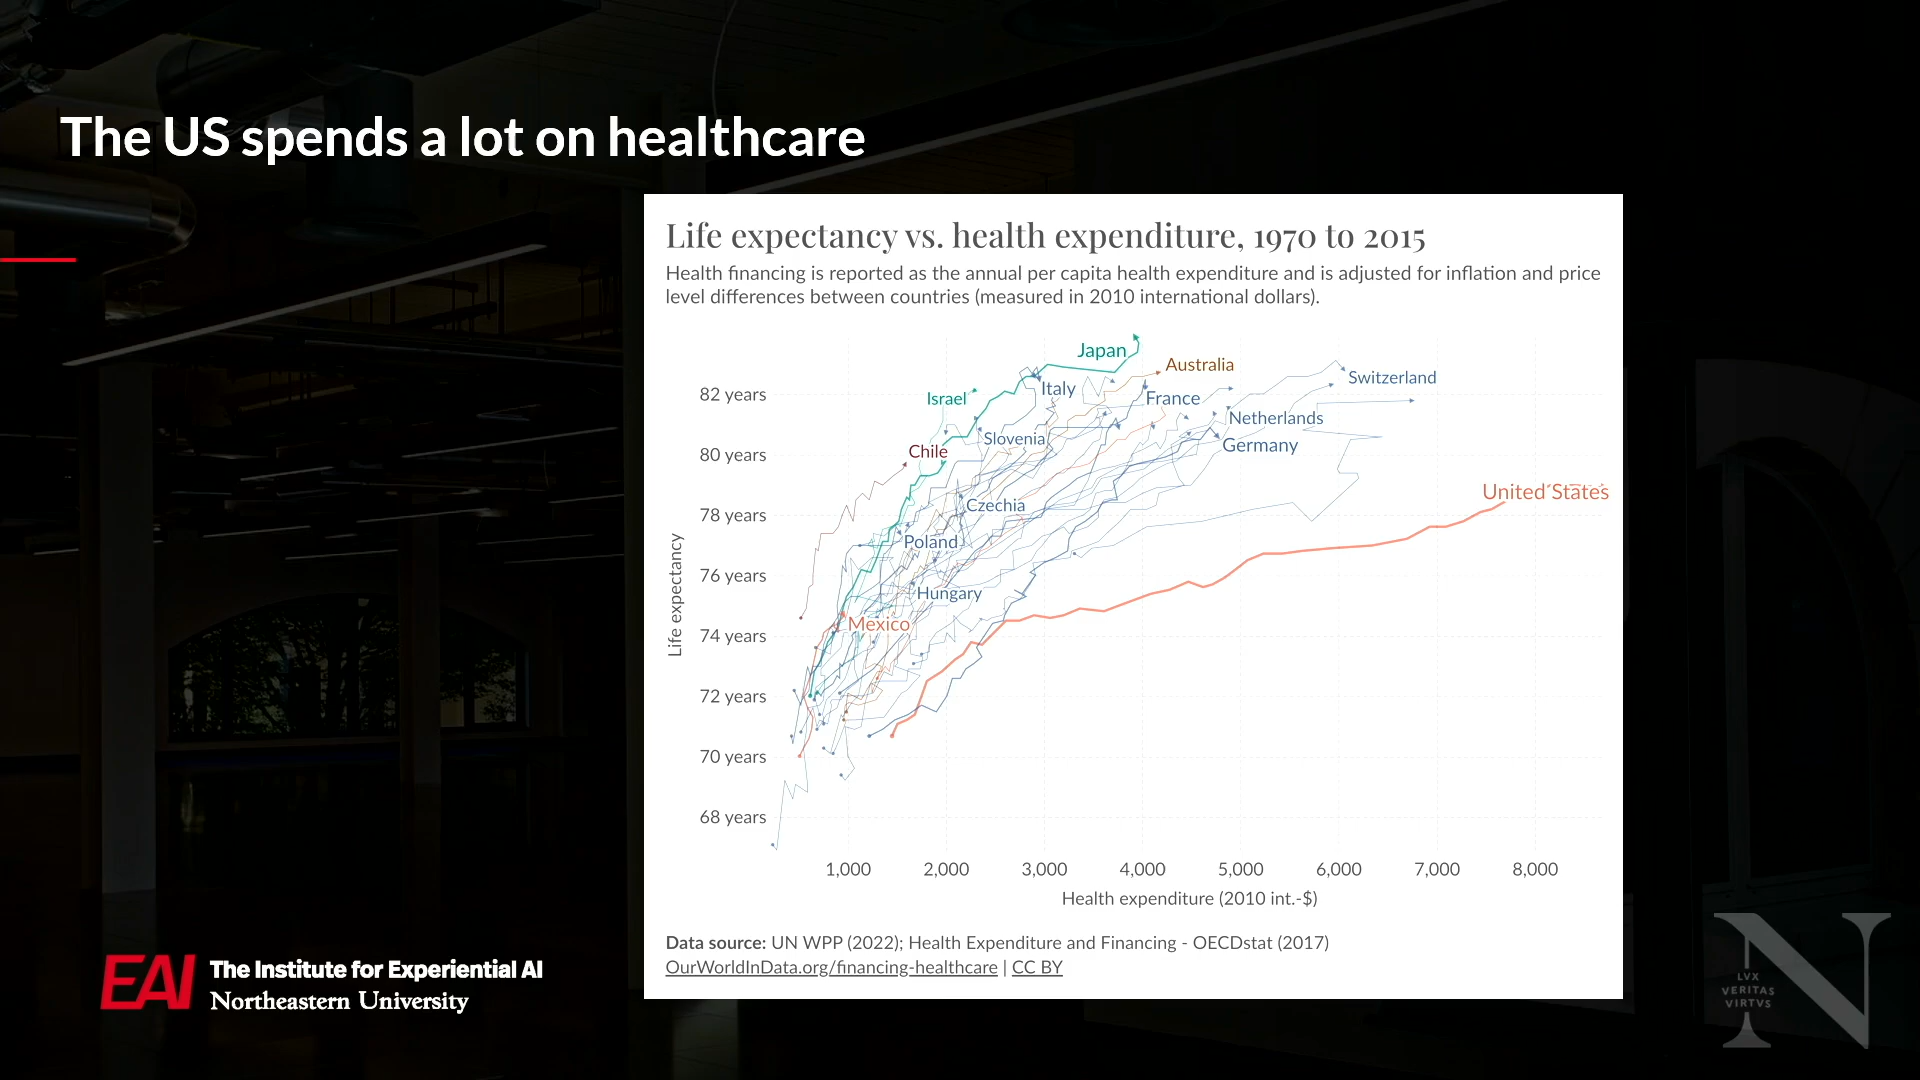 The US spends a lot on healthcare
Life expectancy vs. health expenditure, 1970 to 2015
Health financing is reported as the annual per capita health expenditure and is adjusted for inflation and price
level differences between countries (measured in 2010 international dollars).
Japan
Australia
Switzerland
Italy
82 years
Israel
France
Netherlands
Slovenia
Germany
80 years
Chile
United States
78 years
Czechia
Poland
76 years
Hungary
Mexico
74 years
Life expectancy
72 years
70 years
68 years
1,000 2,000 3,000 4,000 5,000 6,000 7,000 8,000
Health expenditure (2010 int.-$)
Data source: UN WPP (2022); Health Expenditure and Financing - OECDstat (2017)
OurWorldInData.org/financing-healthcare | CC BY
EAI
The Institute for Experiential AI
Northeastern University
N
LVX
VERITAS
VIRTVS